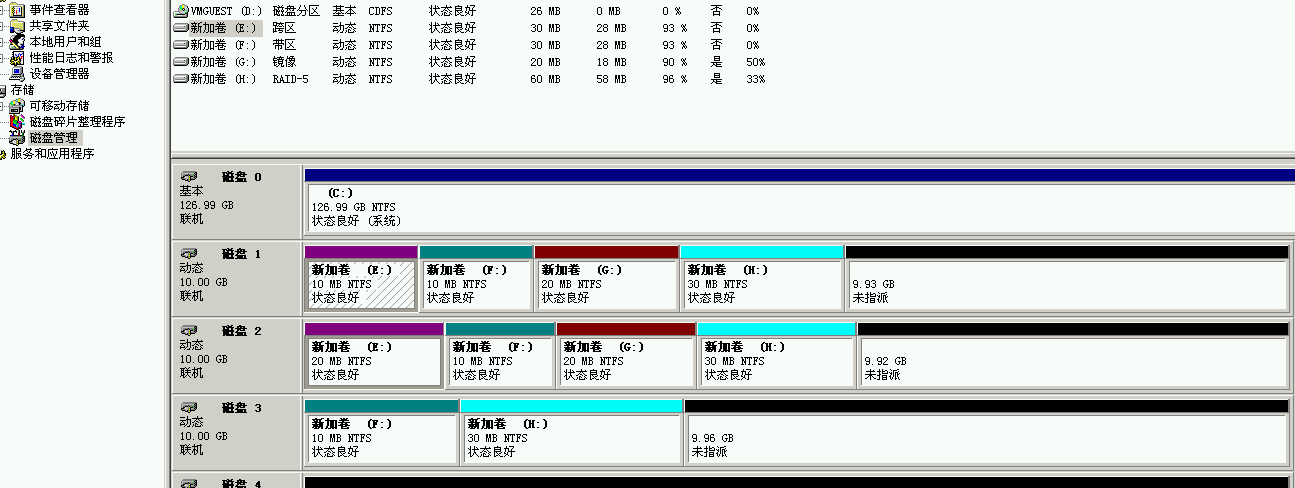 事件查看器
共享文件夹
本地用户和组
性能日志和警报
设备管理器
存储
可移动存储
磁盘碎片整理程序
磁盘管理
服务和应用程序
VMGUEST (D:) 磁盘分区 基本 CDFS 状态良好 26 MB 0 MB 0 % 否 0%
新加卷 (E:) 跨区 动态 NTFS 状态良好 30 MB 28 MB 93 % 否 0%
新加卷 (F:) 带区 动态 NTFS 状态良好 30 MB 28 MB 93 % 否 0%
新加卷 (G:) 镜像 动态 NTFS 状态良好 20 MB 18 MB 90 % 是 50%
新加卷 (H:) RAID-5 动态 NTFS 状态良好 60 MB 58 MB 96 % 是 33%
磁盘 0
基本
126.99 GB
联机
(C:)
126.99 GB NTFS
状态良好 (系统)
磁盘 1
动态
10.00 GB
联机
新加卷 (E:)
10 MB NTFS
状态良好
新加卷 (F:)
10 MB NTFS
状态良好
新加卷 (G:)
20 MB NTFS
状态良好
新加卷 (H:)
30 MB NTFS
状态良好
9.93 GB
未指派
磁盘 2
动态
10.00 GB
联机
新加卷 (E:)
20 MB NTFS
状态良好
新加卷 (F:)
10 MB NTFS
状态良好
新加卷 (G:)
20 MB NTFS
状态良好
新加卷 (H:)
30 MB NTFS
状态良好
9.92 GB
未指派
磁盘 3
动态
10.00 GB
联机
新加卷 (F:)
10 MB NTFS
状态良好
新加卷 (H:)
30 MB NTFS
状态良好
9.96 GB
未指派
磁盘 4